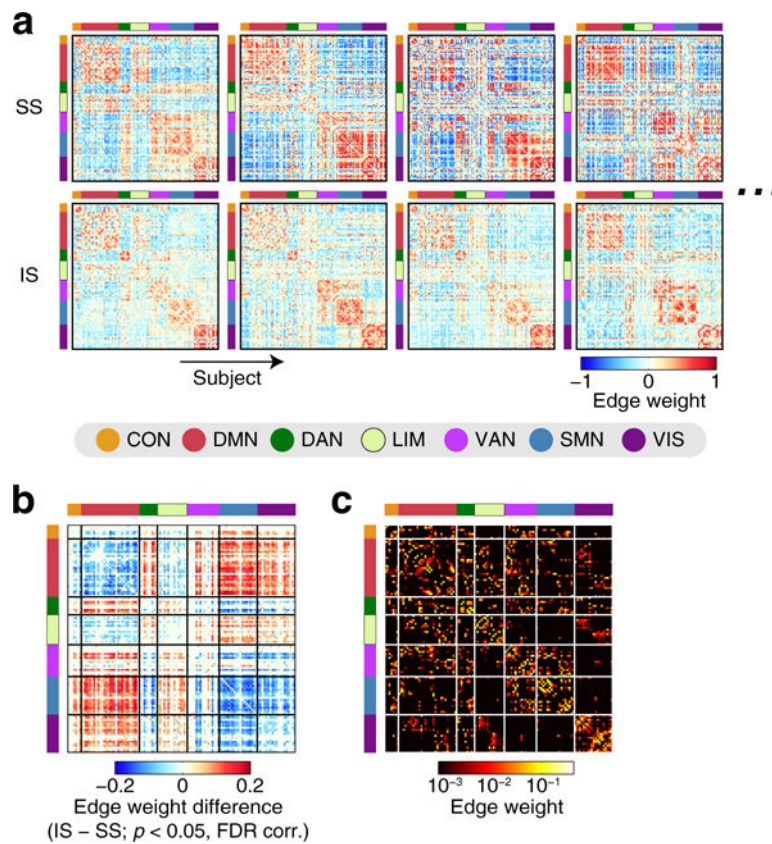 a
SS
IS
...
Subject
−1 0 1
Edge weight
CON DMN DAN LIM VAN SMN VIS
b c
−0.2 0 0.2
Edge weight difference
(IS − SS; p < 0.05, FDR corr.)
10⁻³ 10⁻² 10⁻¹
Edge weight